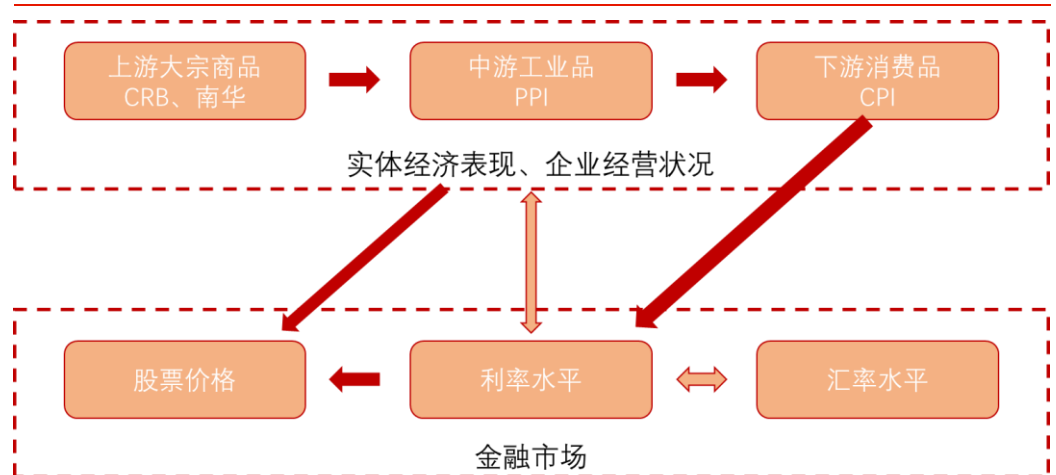 上游大宗商品
CRB、南华
中游工业品
PPI
下游消费品
CPI
实体经济表现、企业经营状况
股票价格
利率水平
汇率水平
金融市场